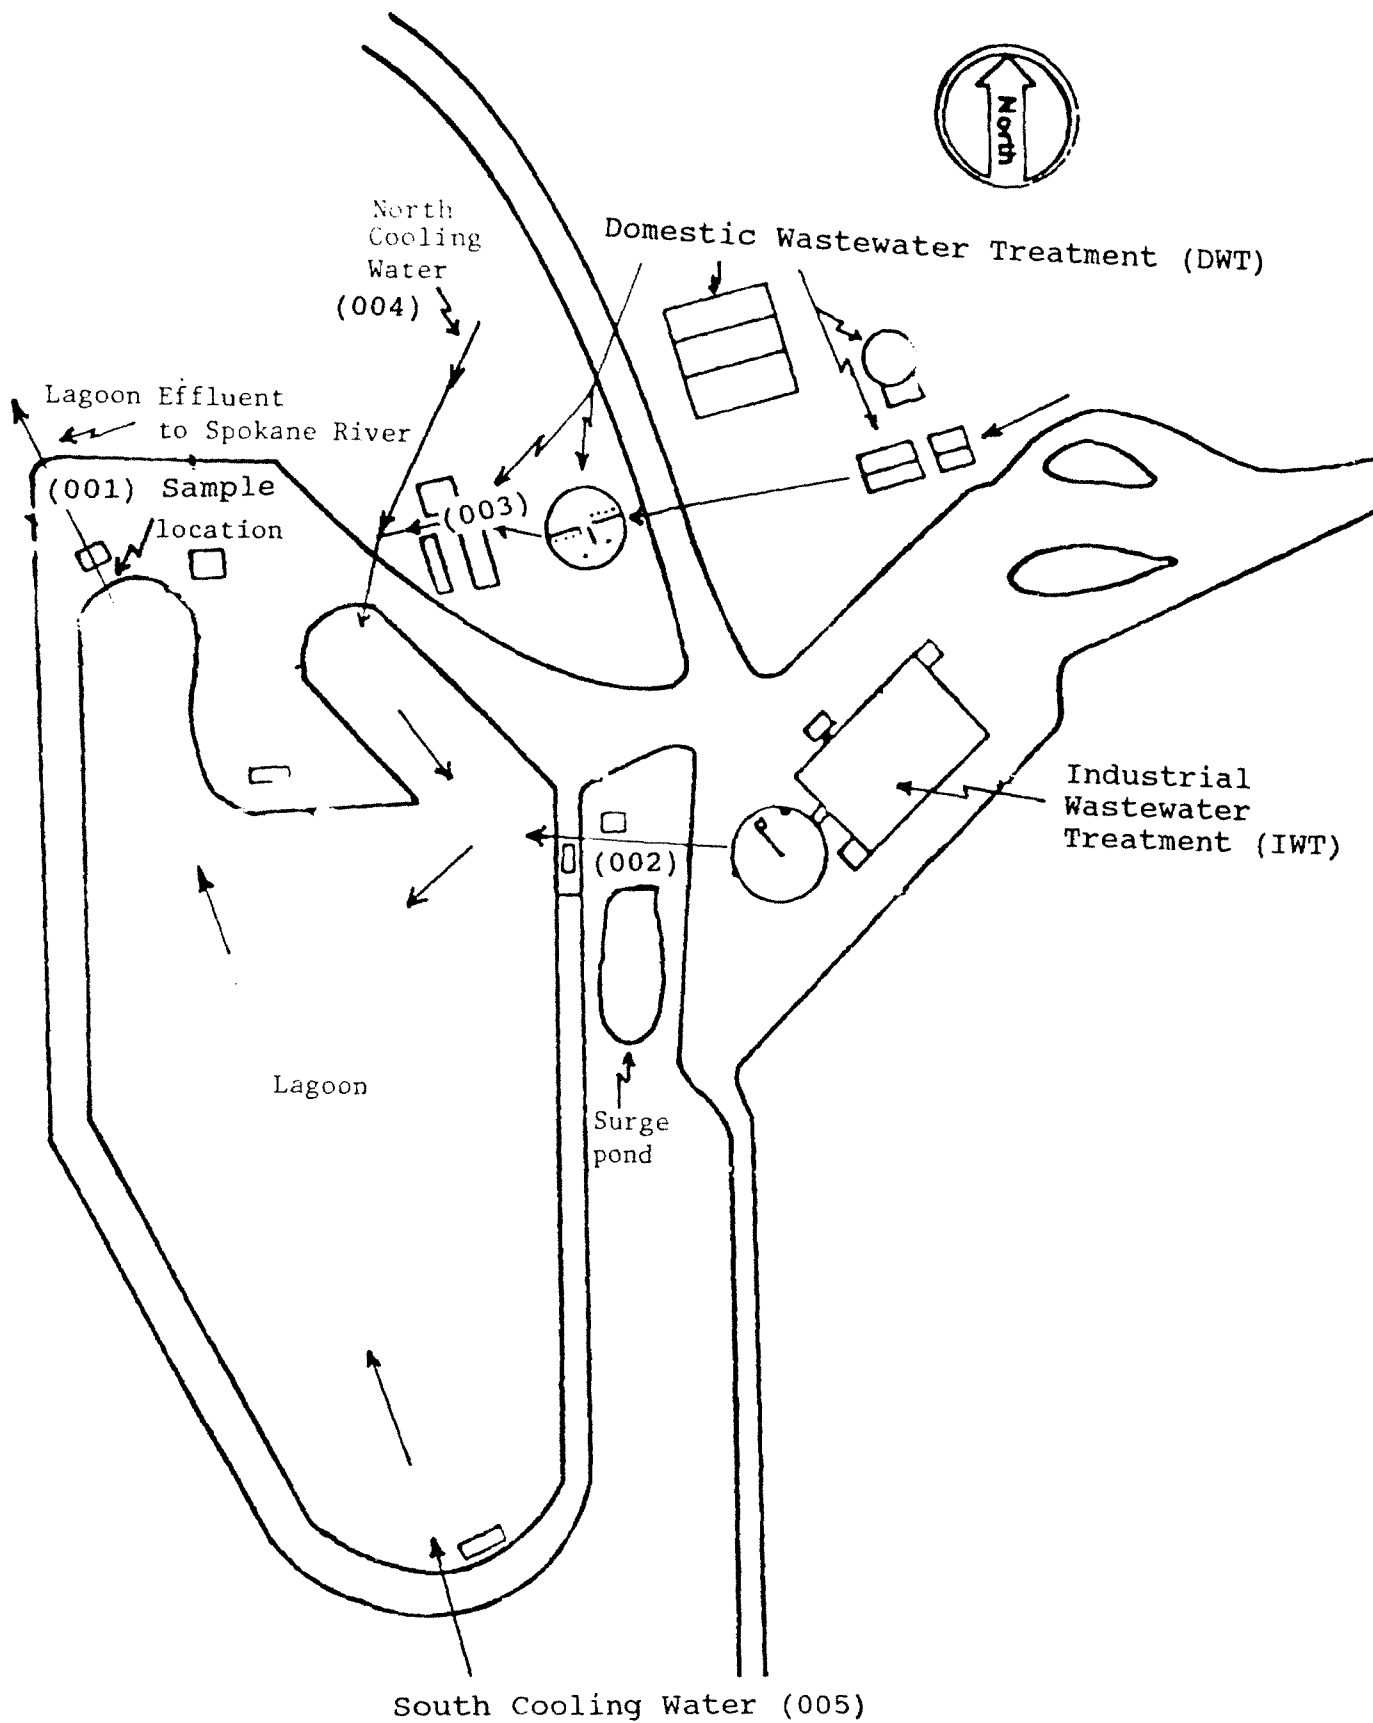 North
North
Cooling
Water
(004)
Domestic Wastewater Treatment (DWT)
Lagoon Effluent
to Spokane River
(001) Sample
location
(003)
Industrial
Wastewater
Treatment (IWT)
(002)
Lagoon
Surge
pond
South Cooling Water (005)